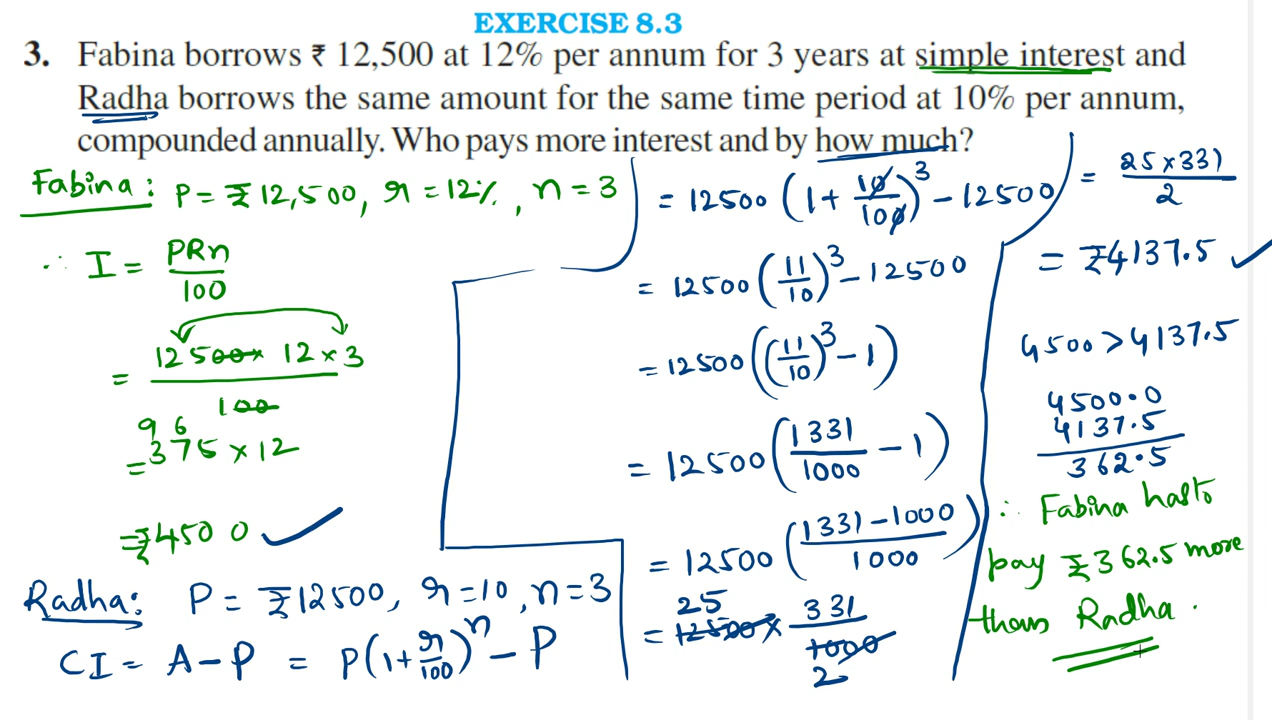 EXERCISE 8.3
3. Fabina borrows ₹ 12,500 at 12% per annum for 3 years at simple interest and
Radha borrows the same amount for the same time period at 10% per annum,
compounded annually. Who pays more interest and by how much?
Fabina: P = ₹12,500, r = 12%, n = 3
∴ I = PRn/100
= 12500 × 12 × 3/100
9 6
= 375 × 12
= ₹4500
Radha: P = ₹12500, r = 10, n = 3
CI = A - P = P(1 + r/100)^n - P
= 12500 (1 + 10/100)^3 - 12500
= 12500 (11/10)^3 - 12500
= 12500 ((11/10)^3 - 1)
= 12500 (1331/1000 - 1)
= 12500 (1331 - 1000/1000)
25
= 12500 × 331/1000
2
= 25 × 331/2
= ₹4137.5
4500 > 4137.5
4500.0
4137.5
362.5
∴ Fabina has to
pay ₹362.5 more
than Radha.